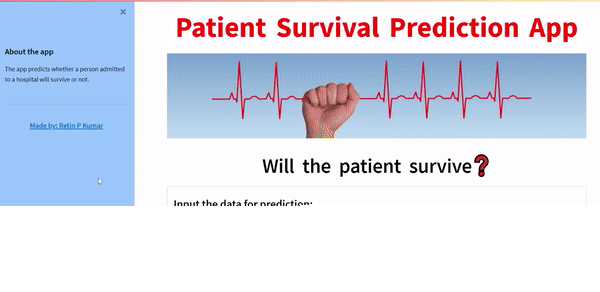 Patient Survival Prediction App
About the app
The app predicts whether a person admitted
to a hospital will survive or not.
Made by: Retin P Kumar
Will the patient survive❓
Input the data for prediction: